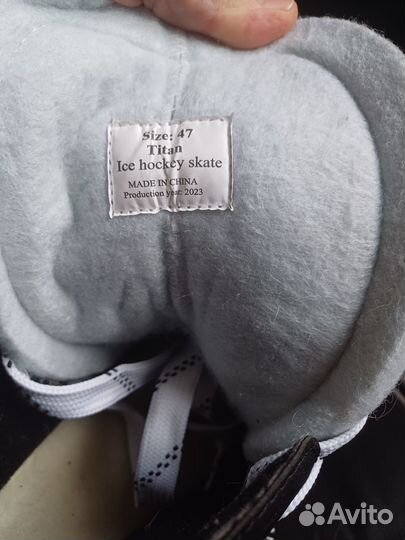 Size: 47
Titan
Ice hockey skate
MADE IN CHINA
Production year: 2023
Avito